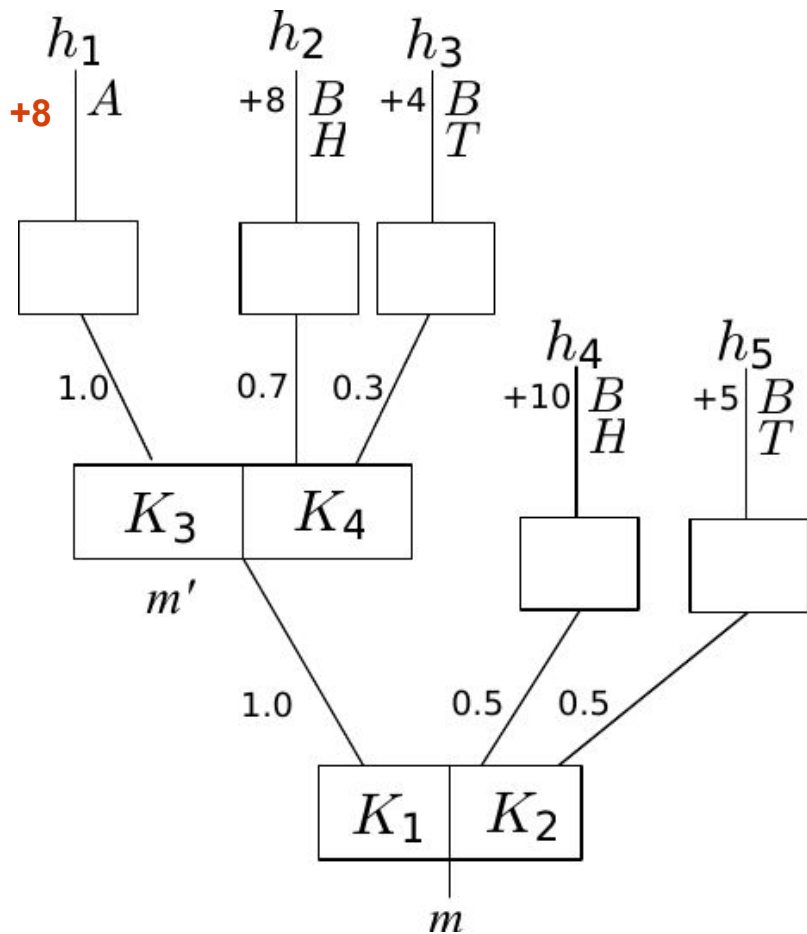 h₁ h₂ h₃
+8 A +8 B +4 B
H T
h₄ h₅
1.0 0.7 0.3 +10 B +5 B
H T
K₃ K₄
m'
1.0 0.5 0.5
K₁ K₂
m